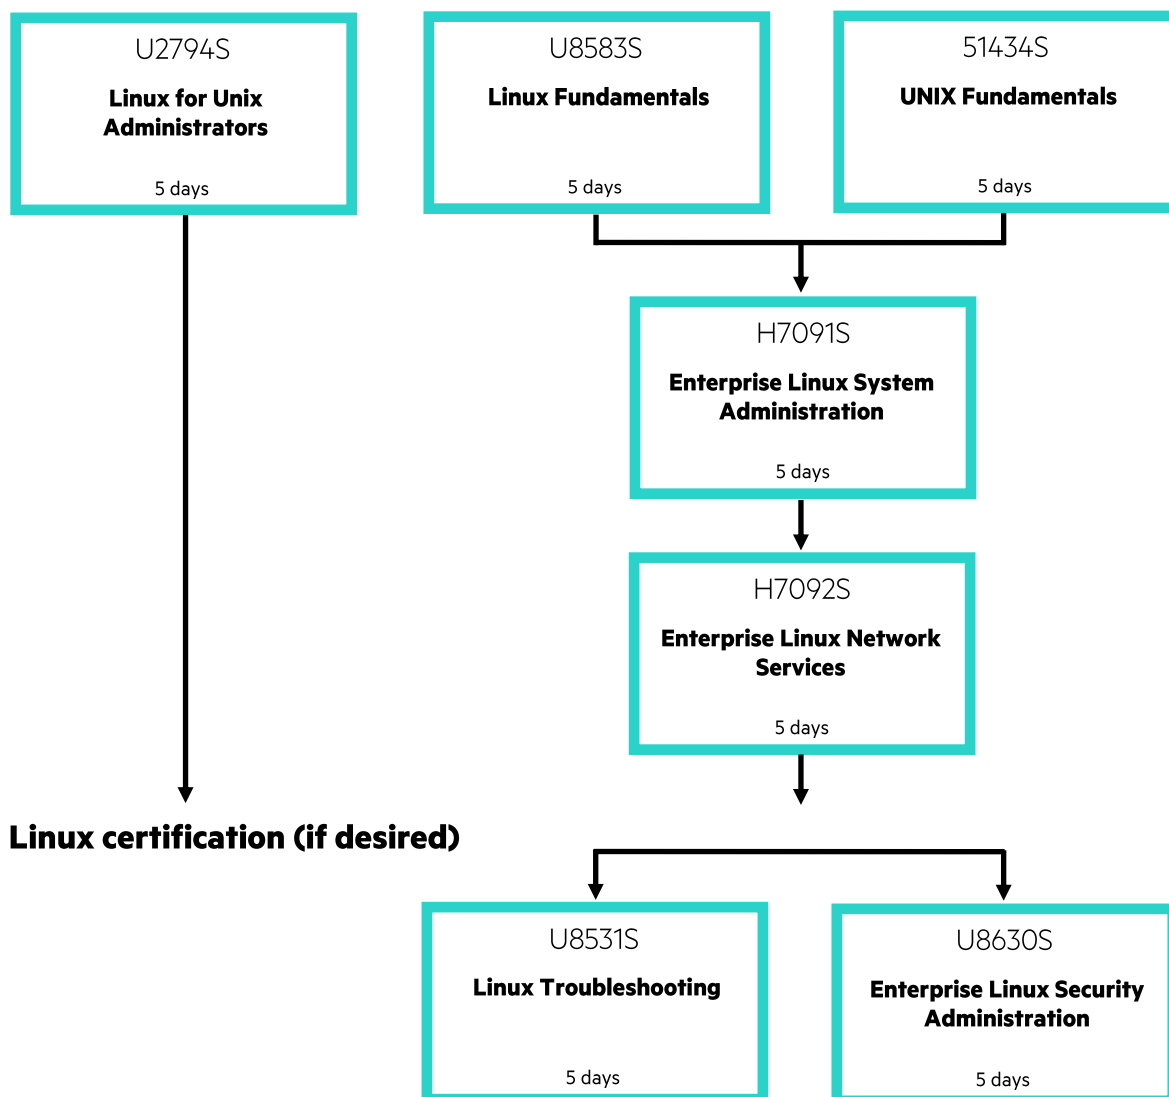 U2794S
Linux for Unix
Administrators
5 days
U8583S
Linux Fundamentals
5 days
51434S
UNIX Fundamentals
5 days
H7091S
Enterprise Linux System
Administration
5 days
H7092S
Enterprise Linux Network
Services
5 days
Linux certification (if desired)
U8531S
Linux Troubleshooting
5 days
U8630S
Enterprise Linux Security
Administration
5 days